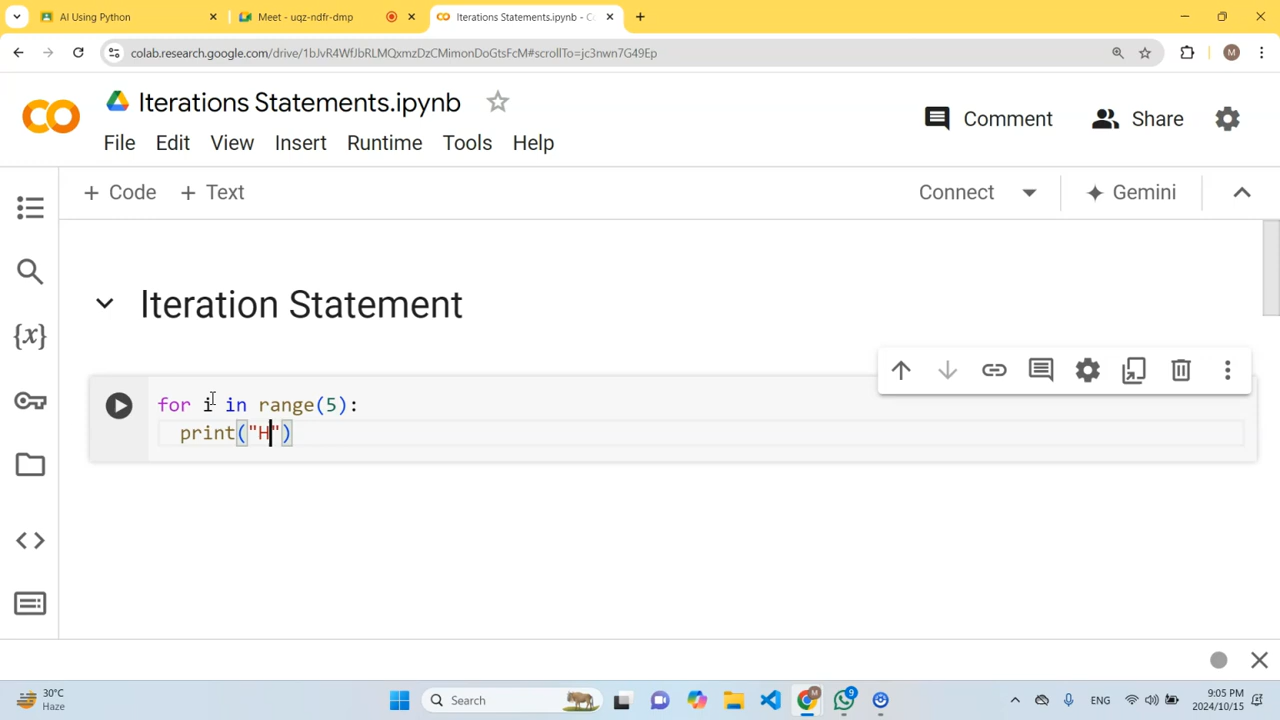 AI Using Python
Meet - uqz-ndfr-dmp
Iterations Statements.ipynb - C
colab.research.google.com/drive/1bJvR4WfJbRLMQxmzDzCMimonDoGtsFcM#scrollTo=jc3nwn7G49Ep
M
CO
Iterations Statements.ipynb
Comment
Share
File Edit View Insert Runtime Tools Help
+ Code + Text
Connect
Gemini
{x}
Iteration Statement
for i in range(5):
print("H")
30°C
Haze
Search
M
9
ENG
9:05 PM
2024/10/15